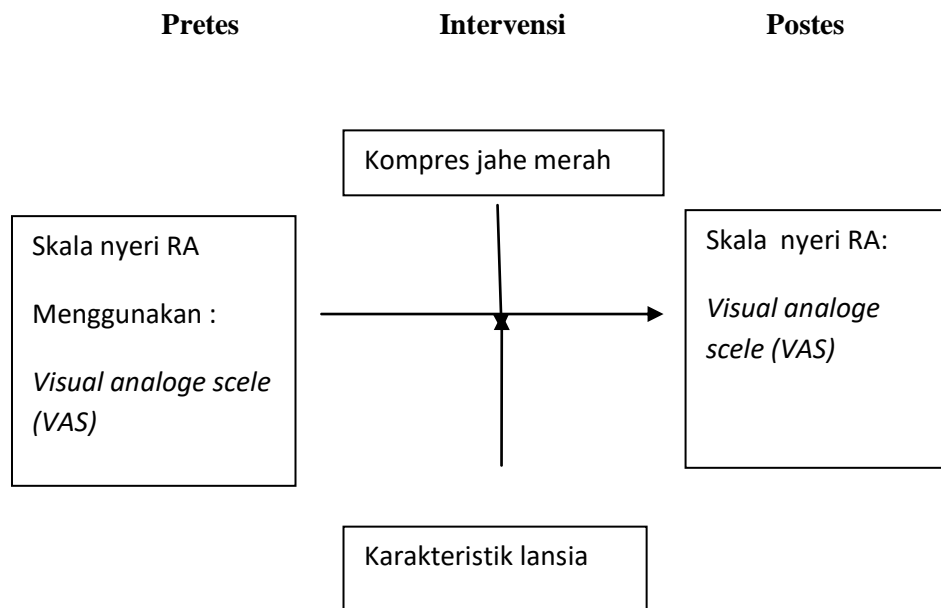 Pretes Intervensi Postes
Kompres jahe merah
Skala nyeri RA
Menggunakan :
Visual analoge scele
(VAS)
Skala nyeri RA:
Visual analoge
scele (VAS)
Karakteristik lansia